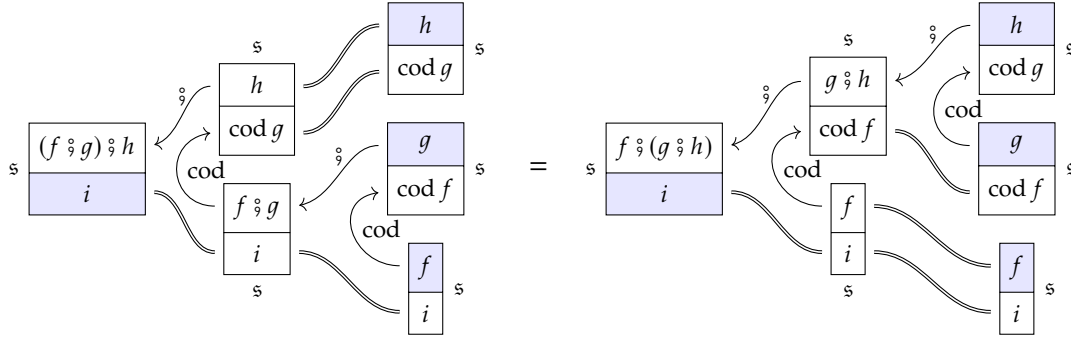 h
𝔰
cod g
𝔰
h
cod g
⨟
(f ⨟ g) ⨟ h
𝔰
i
cod
⨟
g
𝔰
cod f
f ⨟ g
i
𝔰
cod
f
𝔰
i
=
h
𝔰
cod g
⨟
𝔰
g ⨟ h
cod f
⨟
cod
f ⨟ (g ⨟ h)
𝔰
i
cod
g
𝔰
cod f
f
i
𝔰
f
𝔰
i